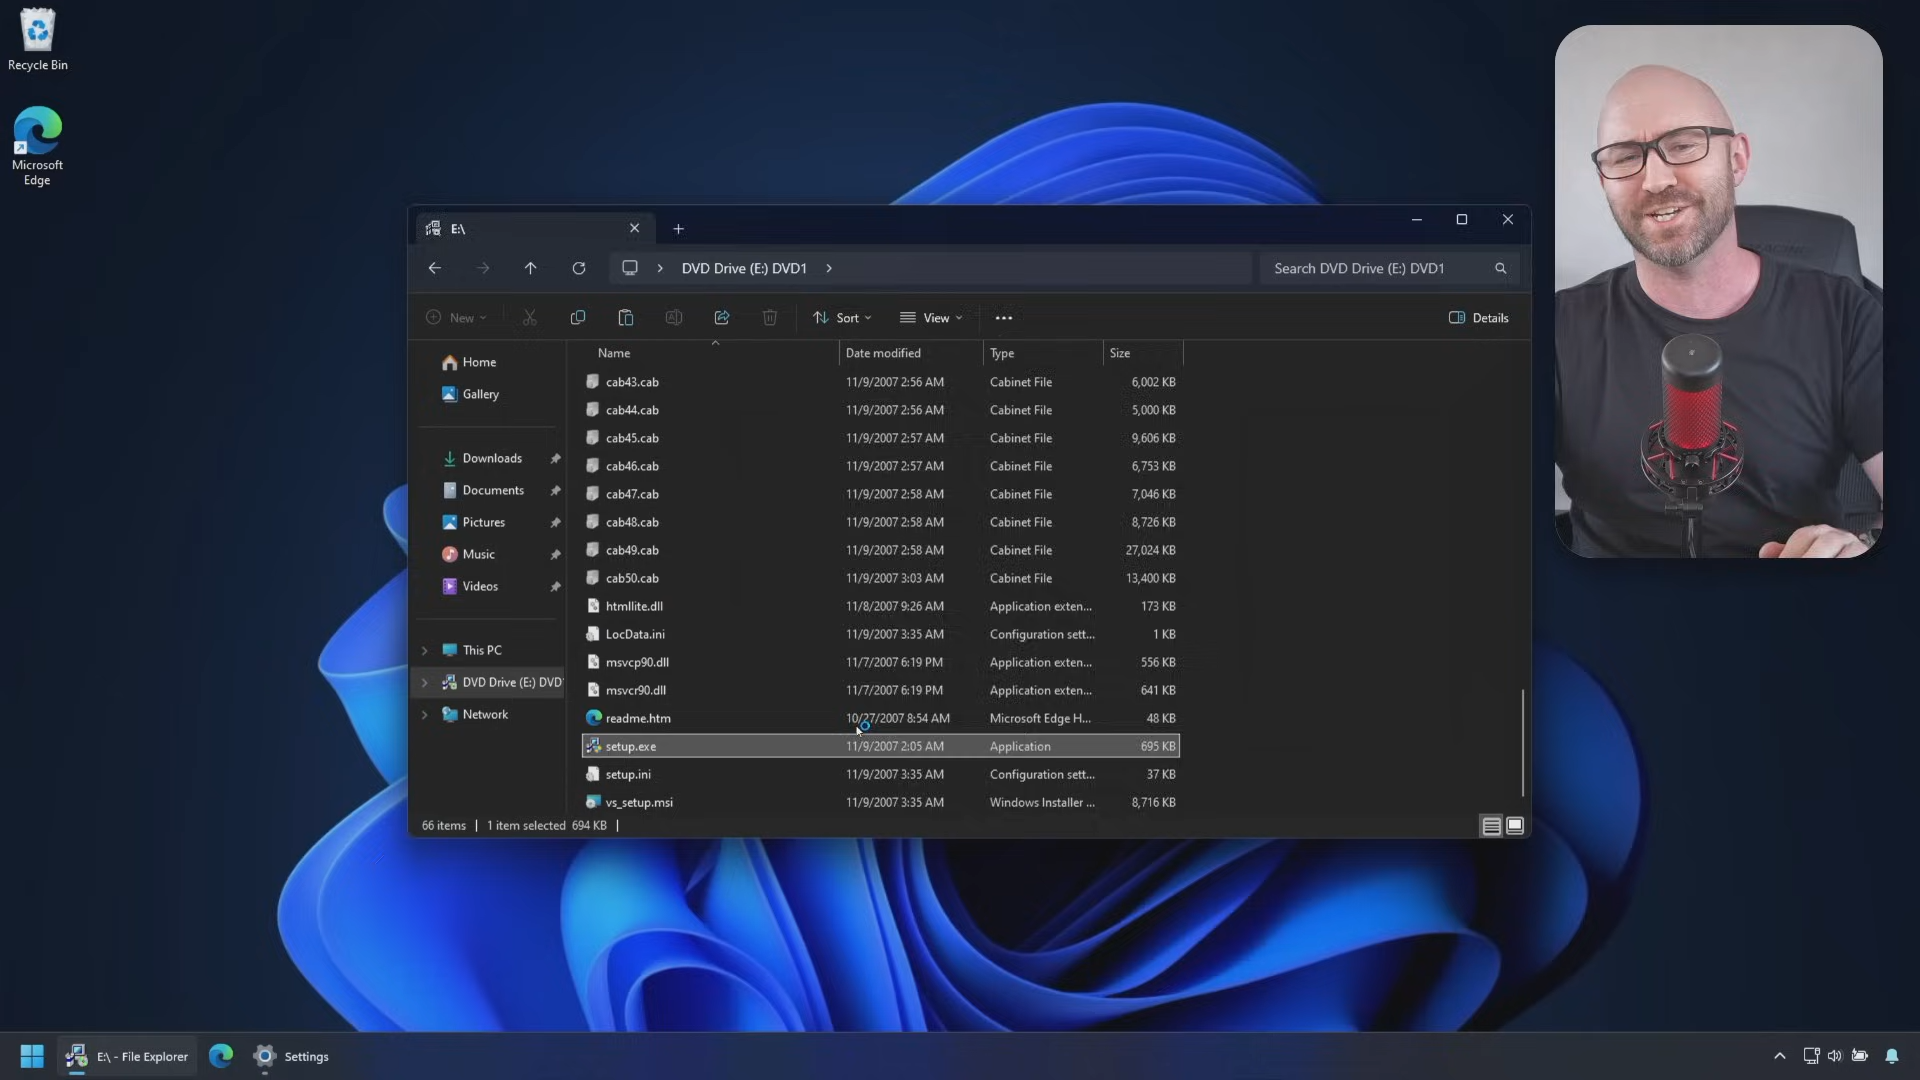 Recycle Bin
Microsoft
Edge
E:\
DVD Drive (E:) DVD1
Search DVD Drive (E:) DVD1
New
Sort
View
Details
Home
Gallery
Downloads
Documents
Pictures
Music
Videos
This PC
DVD Drive (E:) DVD
Network
Name Date modified Type Size
cab43.cab 11/9/2007 2:56 AM Cabinet File 6,002 KB
cab44.cab 11/9/2007 2:56 AM Cabinet File 5,000 KB
cab45.cab 11/9/2007 2:57 AM Cabinet File 9,606 KB
cab46.cab 11/9/2007 2:57 AM Cabinet File 6,753 KB
cab47.cab 11/9/2007 2:58 AM Cabinet File 7,046 KB
cab48.cab 11/9/2007 2:58 AM Cabinet File 8,726 KB
cab49.cab 11/9/2007 2:58 AM Cabinet File 27,024 KB
cab50.cab 11/9/2007 3:03 AM Cabinet File 13,400 KB
htmllite.dll 11/8/2007 9:26 AM Application exten... 173 KB
LocData.ini 11/9/2007 3:35 AM Configuration sett... 1 KB
msvcp90.dll 11/7/2007 6:19 PM Application exten... 556 KB
msvcr90.dll 11/7/2007 6:19 PM Application exten... 641 KB
readme.htm 10/27/2007 8:54 AM Microsoft Edge H... 48 KB
setup.exe 11/9/2007 2:05 AM Application 695 KB
setup.ini 11/9/2007 3:35 AM Configuration sett... 37 KB
vs_setup.msi 11/9/2007 3:35 AM Windows Installer ... 8,716 KB
66 items 1 item selected 694 KB
E:\ - File Explorer
Settings